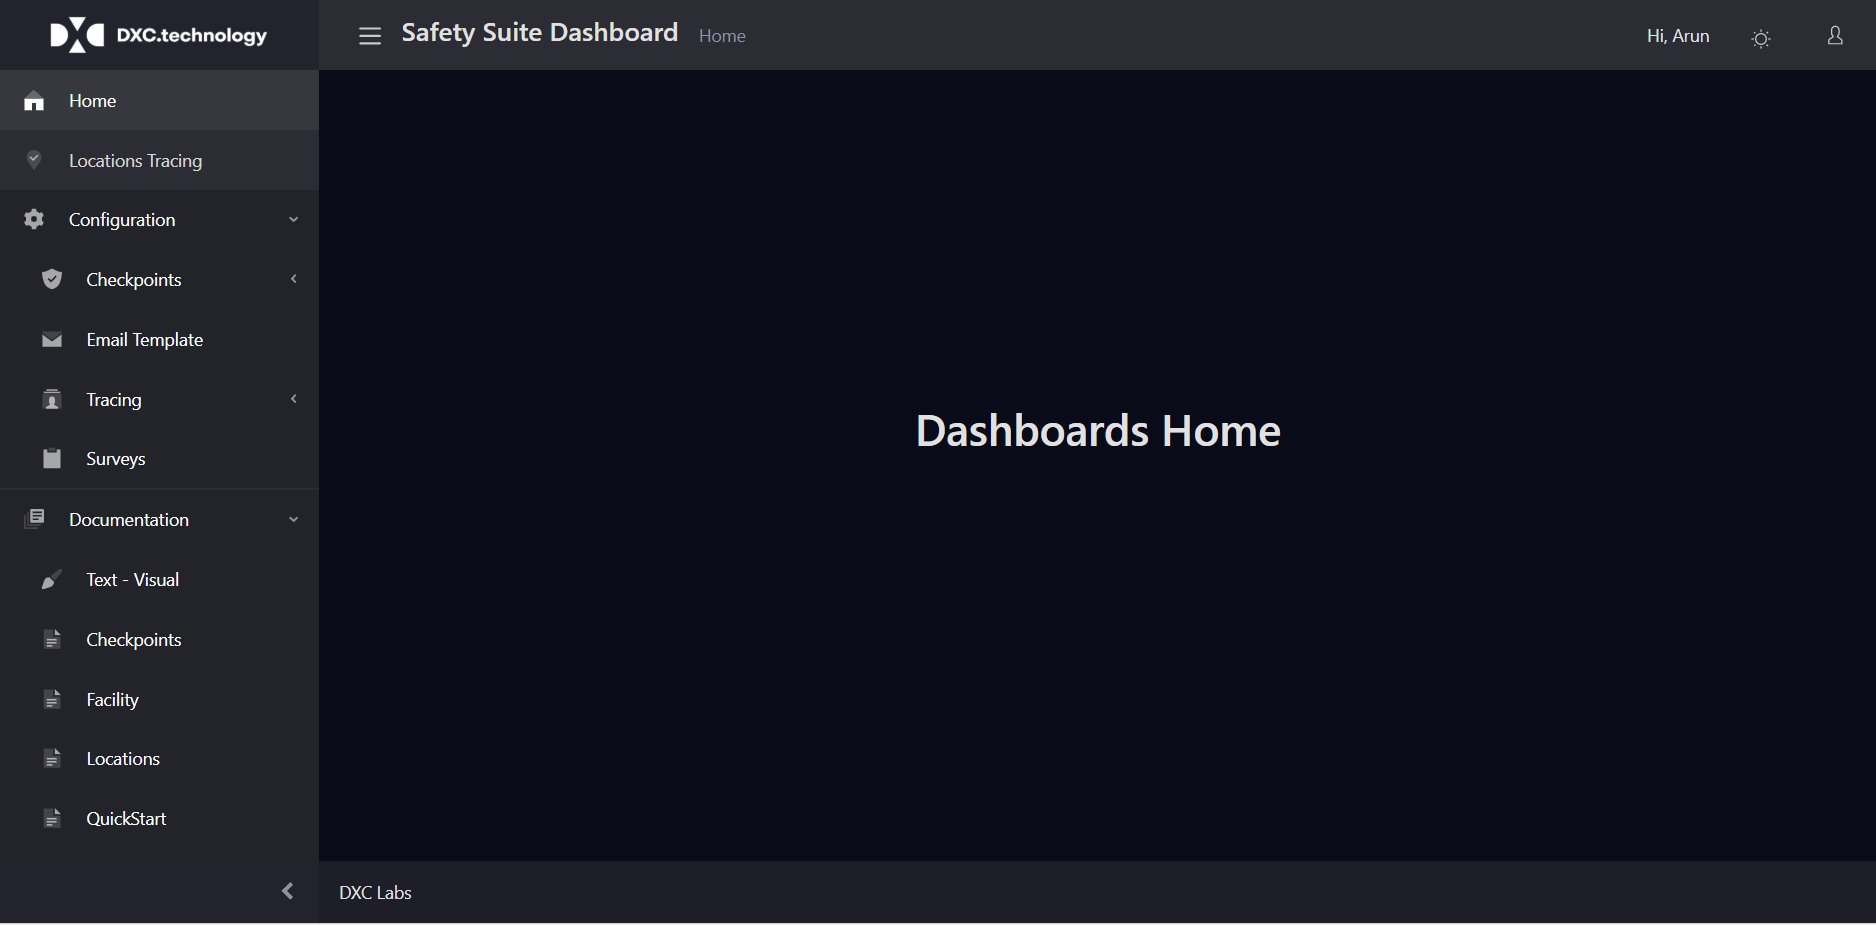 DXC.technology
Safety Suite Dashboard Home
Hi, Arun
Home
Locations Tracing
Configuration
Checkpoints
Email Template
Tracing
Surveys
Documentation
Text - Visual
Checkpoints
Facility
Locations
QuickStart
Dashboards Home
DXC Labs